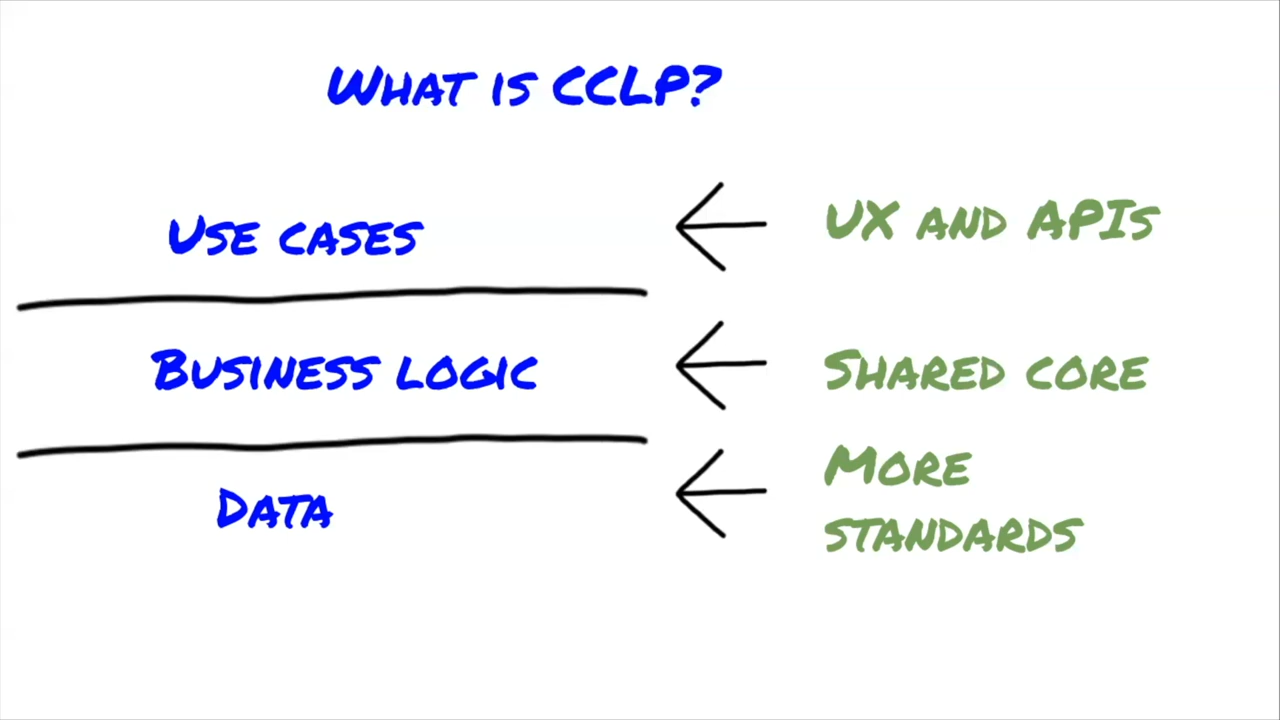 What is CCLP?
Use cases
UX and APIs
Business logic
Shared core
Data
More
standards